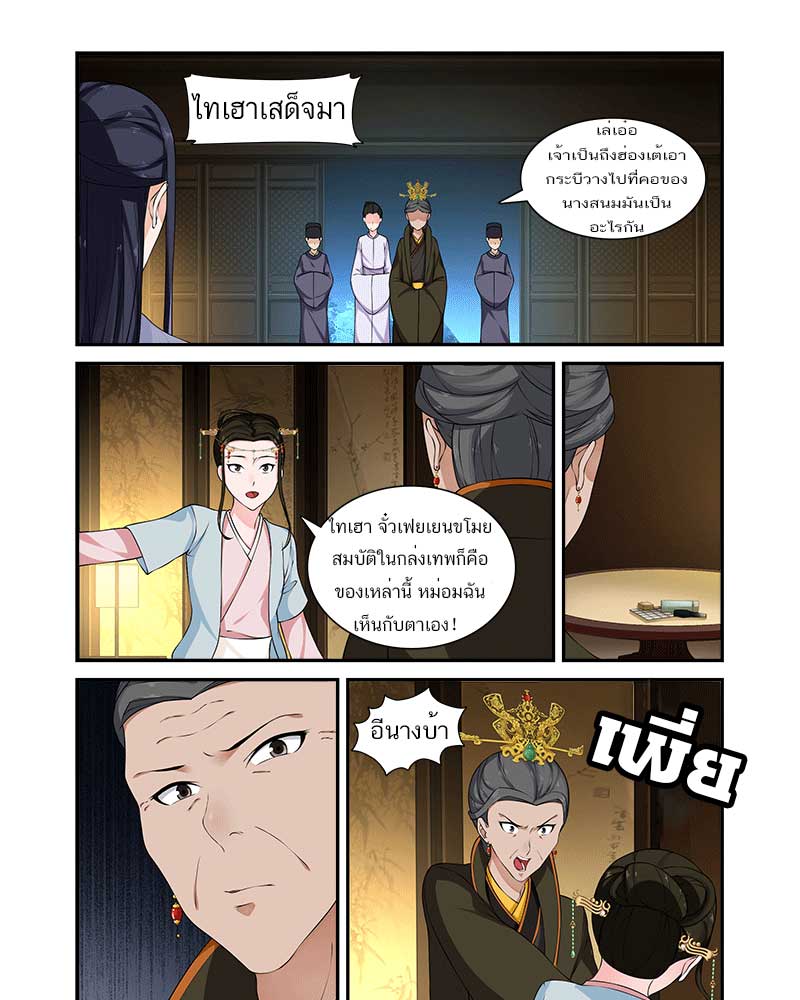 ไทเฮาเสด็จมา
เล่เอ๋อ
เจ้าเป็นถึงฮ่องเต้เอา
กระบี่วางไปที่คอของ
นางสนมมันเป็น
อะไรกัน
ไทเฮา จั๋วเฟยเยนขโมย
สมบัติในกล่งเทพก็คือ
ของเหล่านี้ หม่อมฉัน
เห็นกับตาเอง!
อีนางบ้า
เพี่ย